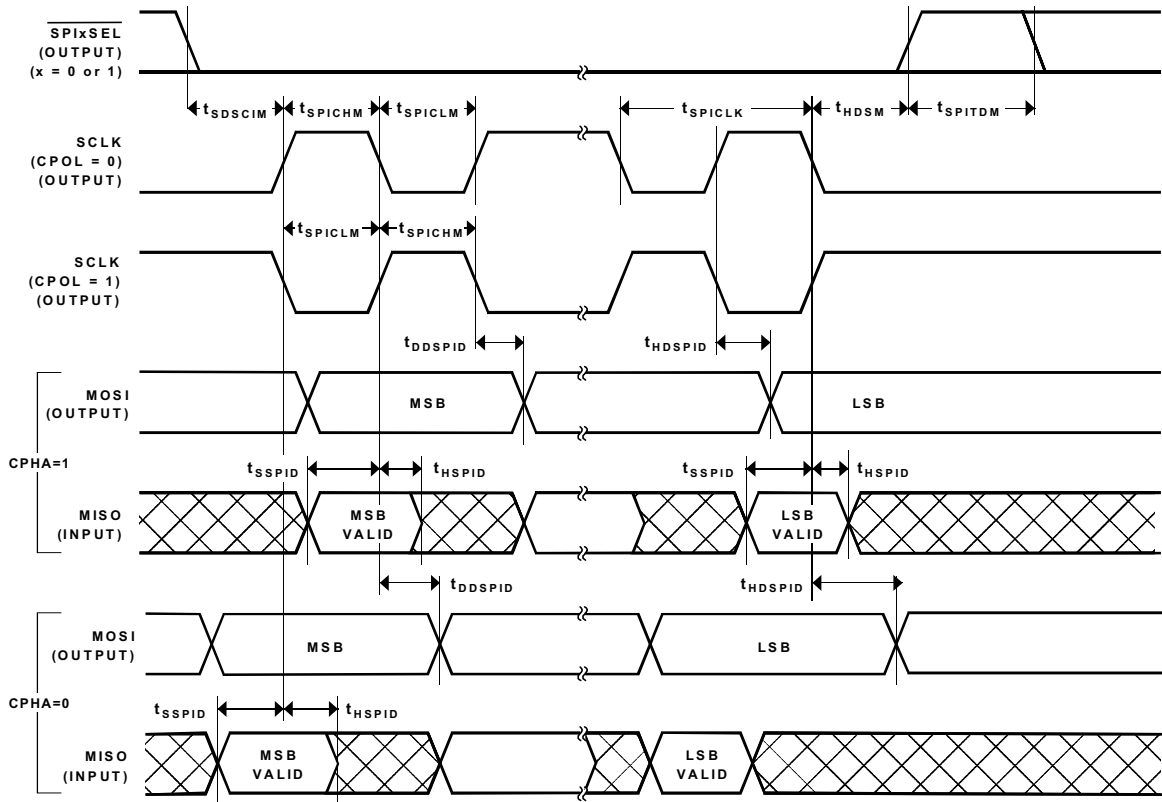 SPIxSEL
(OUTPUT)
(x = 0 or 1)
tSDSCIM
tSPICHM
tSPICLM
tSPICLK
tHDSM
tSPITDM
SCLK
(CPOL = 0)
(OUTPUT)
tSPICLM
tSPICHM
SCLK
(CPOL = 1)
(OUTPUT)
tDDSPID
tHDSPID
MOSI
(OUTPUT)
MSB
LSB
CPHA=1
tSSPID
tHSPID
tSSPID
tHSPID
MISO
(INPUT)
MSB
VALID
LSB
VALID
tDDSPID
tHDSPID
MOSI
(OUTPUT)
MSB
LSB
CPHA=0
tSSPID
tHSPID
MISO
(INPUT)
MSB
VALID
LSB
VALID